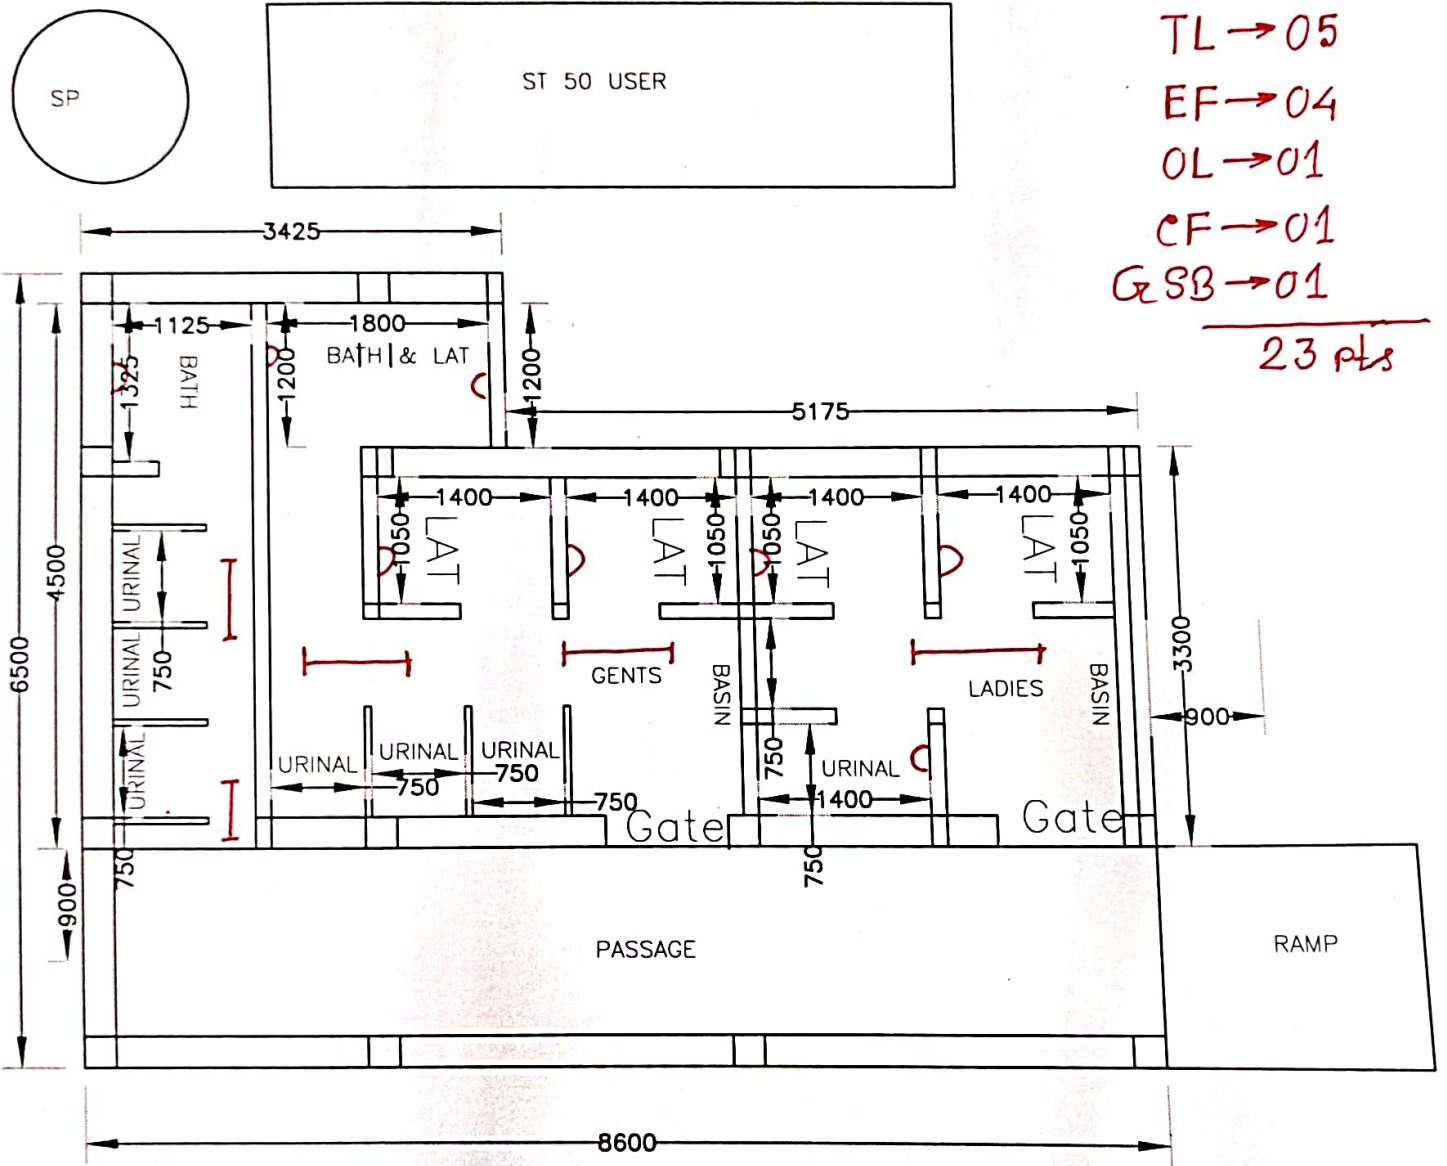 SP
ST 50 USER
TL → 05
EF → 04
OL → 01
CF → 01
GSB → 01
23 pts
3425
1125
1800
BATH & LAT
BATH
1325
1200
1200
5175
1400
1400
1400
1400
1050
LAT
LAT
1050
1050
LAT
LAT
1050
6500
4500
URINAL
URINAL
750
URINAL
750
GENTS
BASIN
LADIES
BASIN
3300
900
URINAL
URINAL
URINAL
750
750
750
750
URINAL
1400
750
Gate
Gate
900
PASSAGE
RAMP
8600